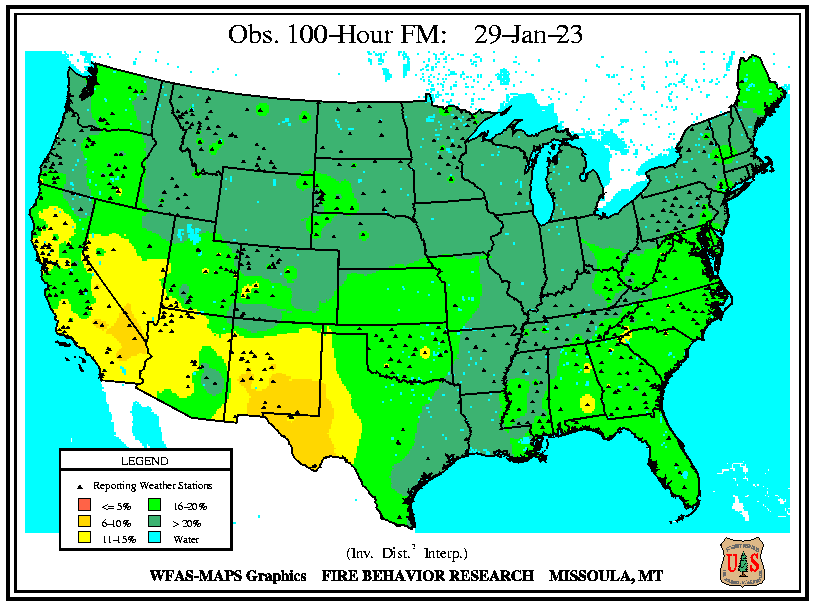 Obs. 100-Hour FM: 29-Jan-23
LEGEND
Reporting Weather Stations
<= 5% 16-20%
6-10% > 20%
11-15% Water
(Inv. Dist.² Interp.)
WFAS-MAPS Graphics FIRE BEHAVIOR RESEARCH MISSOULA, MT
U S